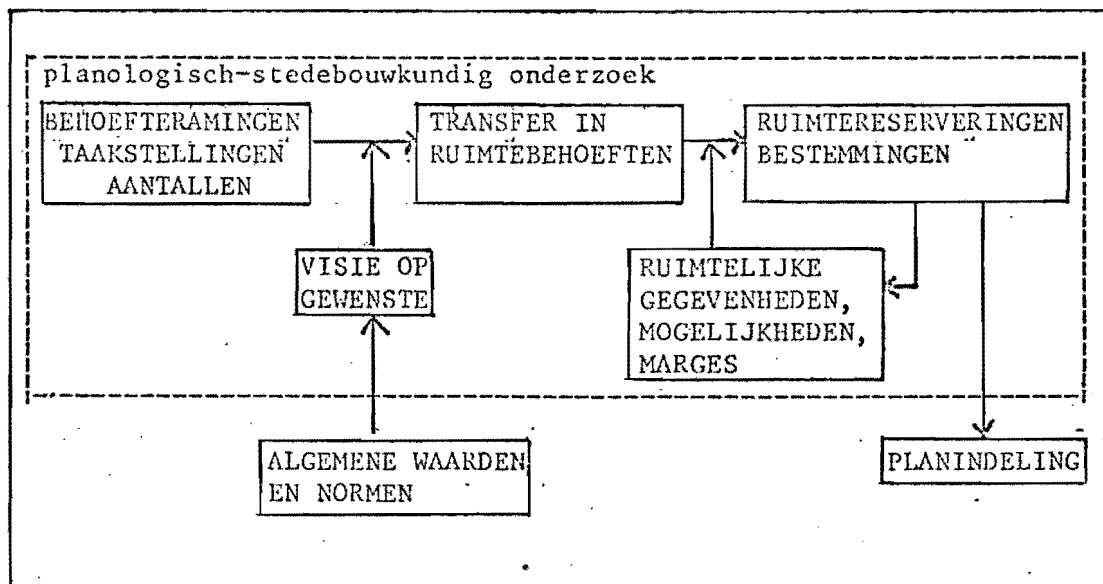 planologisch-stedebouwkundig onderzoek
BEHOEFTERAMINGEN
TAAKSTELLINGEN
AANTALLEN
TRANSFER IN
RUIMTEBEHOEFTEN
RUIMTERESERVERINGEN
BESTEMMINGEN
VISIE OP
GEWENSTE
RUIMTELIJKE
GEGEVENHEDEN,
MOGELIJKHEDEN,
MARGES
ALGEMENE WAARDEN
EN NORMEN
PLANINDELING